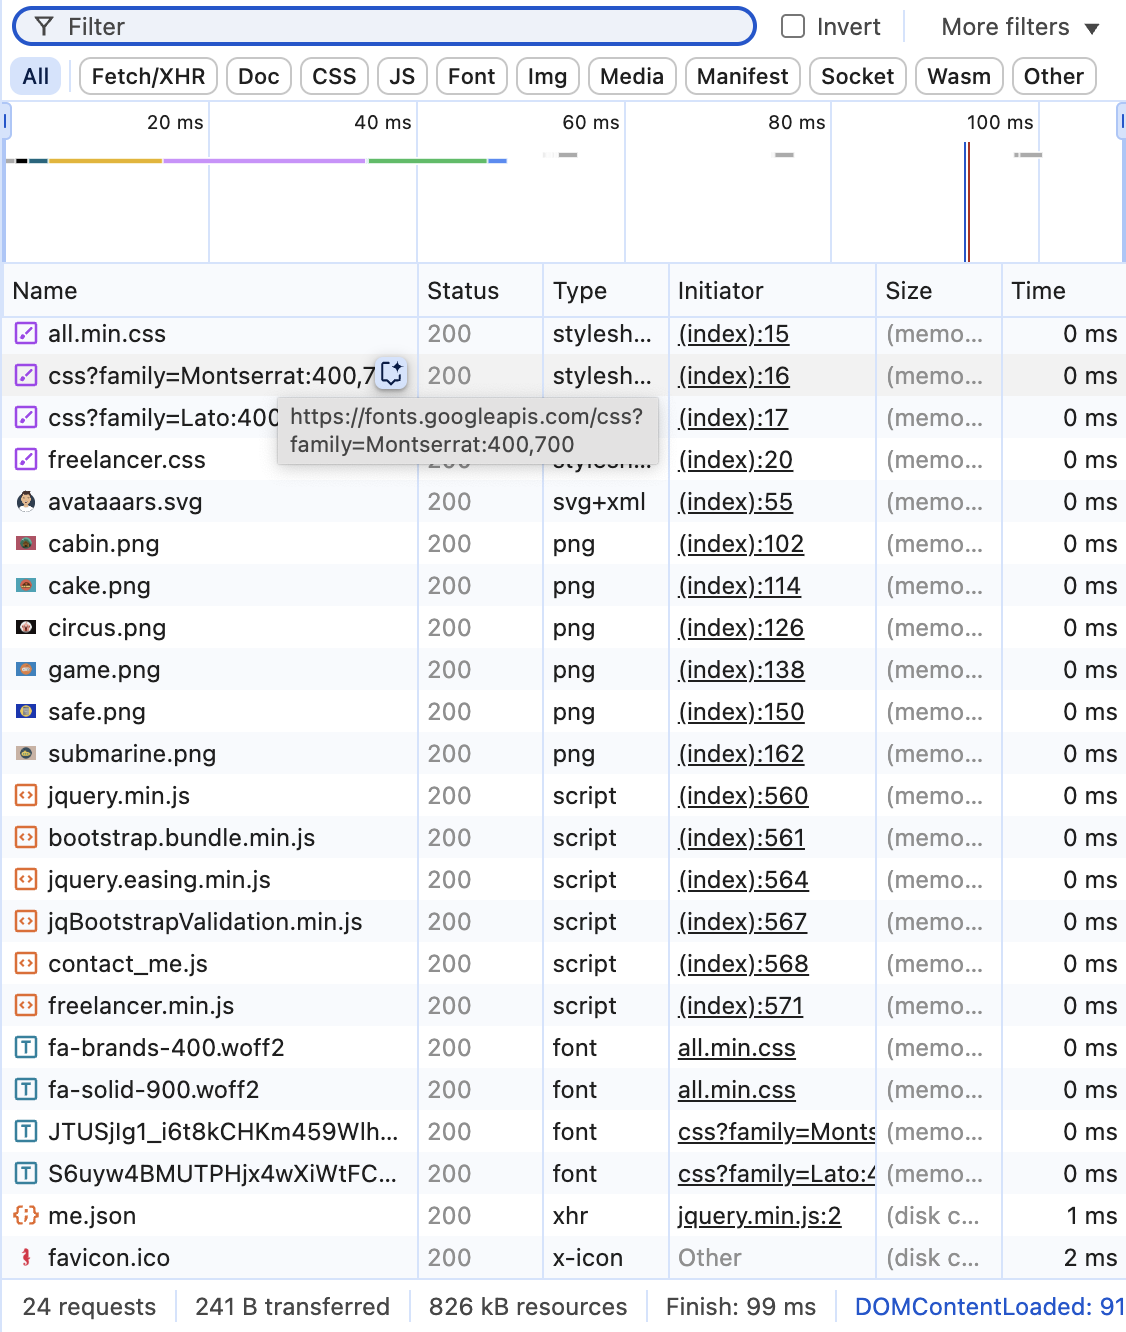 Filter Invert More filters
All Fetch/XHR Doc CSS JS Font Img Media Manifest Socket Wasm Other
20 ms 40 ms 60 ms 80 ms 100 ms
Name Status Type Initiator Size Time
all.min.css 200 stylesh... (index):15 (memo... 0 ms
css?family=Montserrat:400,7 200 stylesh... (index):16 (memo... 0 ms
css?family=Lato:400 (index):17 (memo... 0 ms
https://fonts.googleapis.com/css?
family=Montserrat:400,700
freelancer.css 200 stylesh... (index):20 (memo... 0 ms
avataaars.svg 200 svg+xml (index):55 (memo... 0 ms
cabin.png 200 png (index):102 (memo... 0 ms
cake.png 200 png (index):114 (memo... 0 ms
circus.png 200 png (index):126 (memo... 0 ms
game.png 200 png (index):138 (memo... 0 ms
safe.png 200 png (index):150 (memo... 0 ms
submarine.png 200 png (index):162 (memo... 0 ms
jquery.min.js 200 script (index):560 (memo... 0 ms
bootstrap.bundle.min.js 200 script (index):561 (memo... 0 ms
jquery.easing.min.js 200 script (index):564 (memo... 0 ms
jqBootstrapValidation.min.js 200 script (index):567 (memo... 0 ms
contact_me.js 200 script (index):568 (memo... 0 ms
freelancer.min.js 200 script (index):571 (memo... 0 ms
fa-brands-400.woff2 200 font all.min.css (memo... 0 ms
fa-solid-900.woff2 200 font all.min.css (memo... 0 ms
JTUSjIg1_i6t8kCHKm459Wlh... 200 font css?family=Monts (memo... 0 ms
S6uyw4BMUTPHjx4wXiWtFC... 200 font css?family=Lato:4 (memo... 0 ms
me.json 200 xhr jquery.min.js:2 (disk c... 1 ms
favicon.ico 200 x-icon Other (disk c... 2 ms
24 requests 241 B transferred 826 kB resources Finish: 99 ms DOMContentLoaded: 91